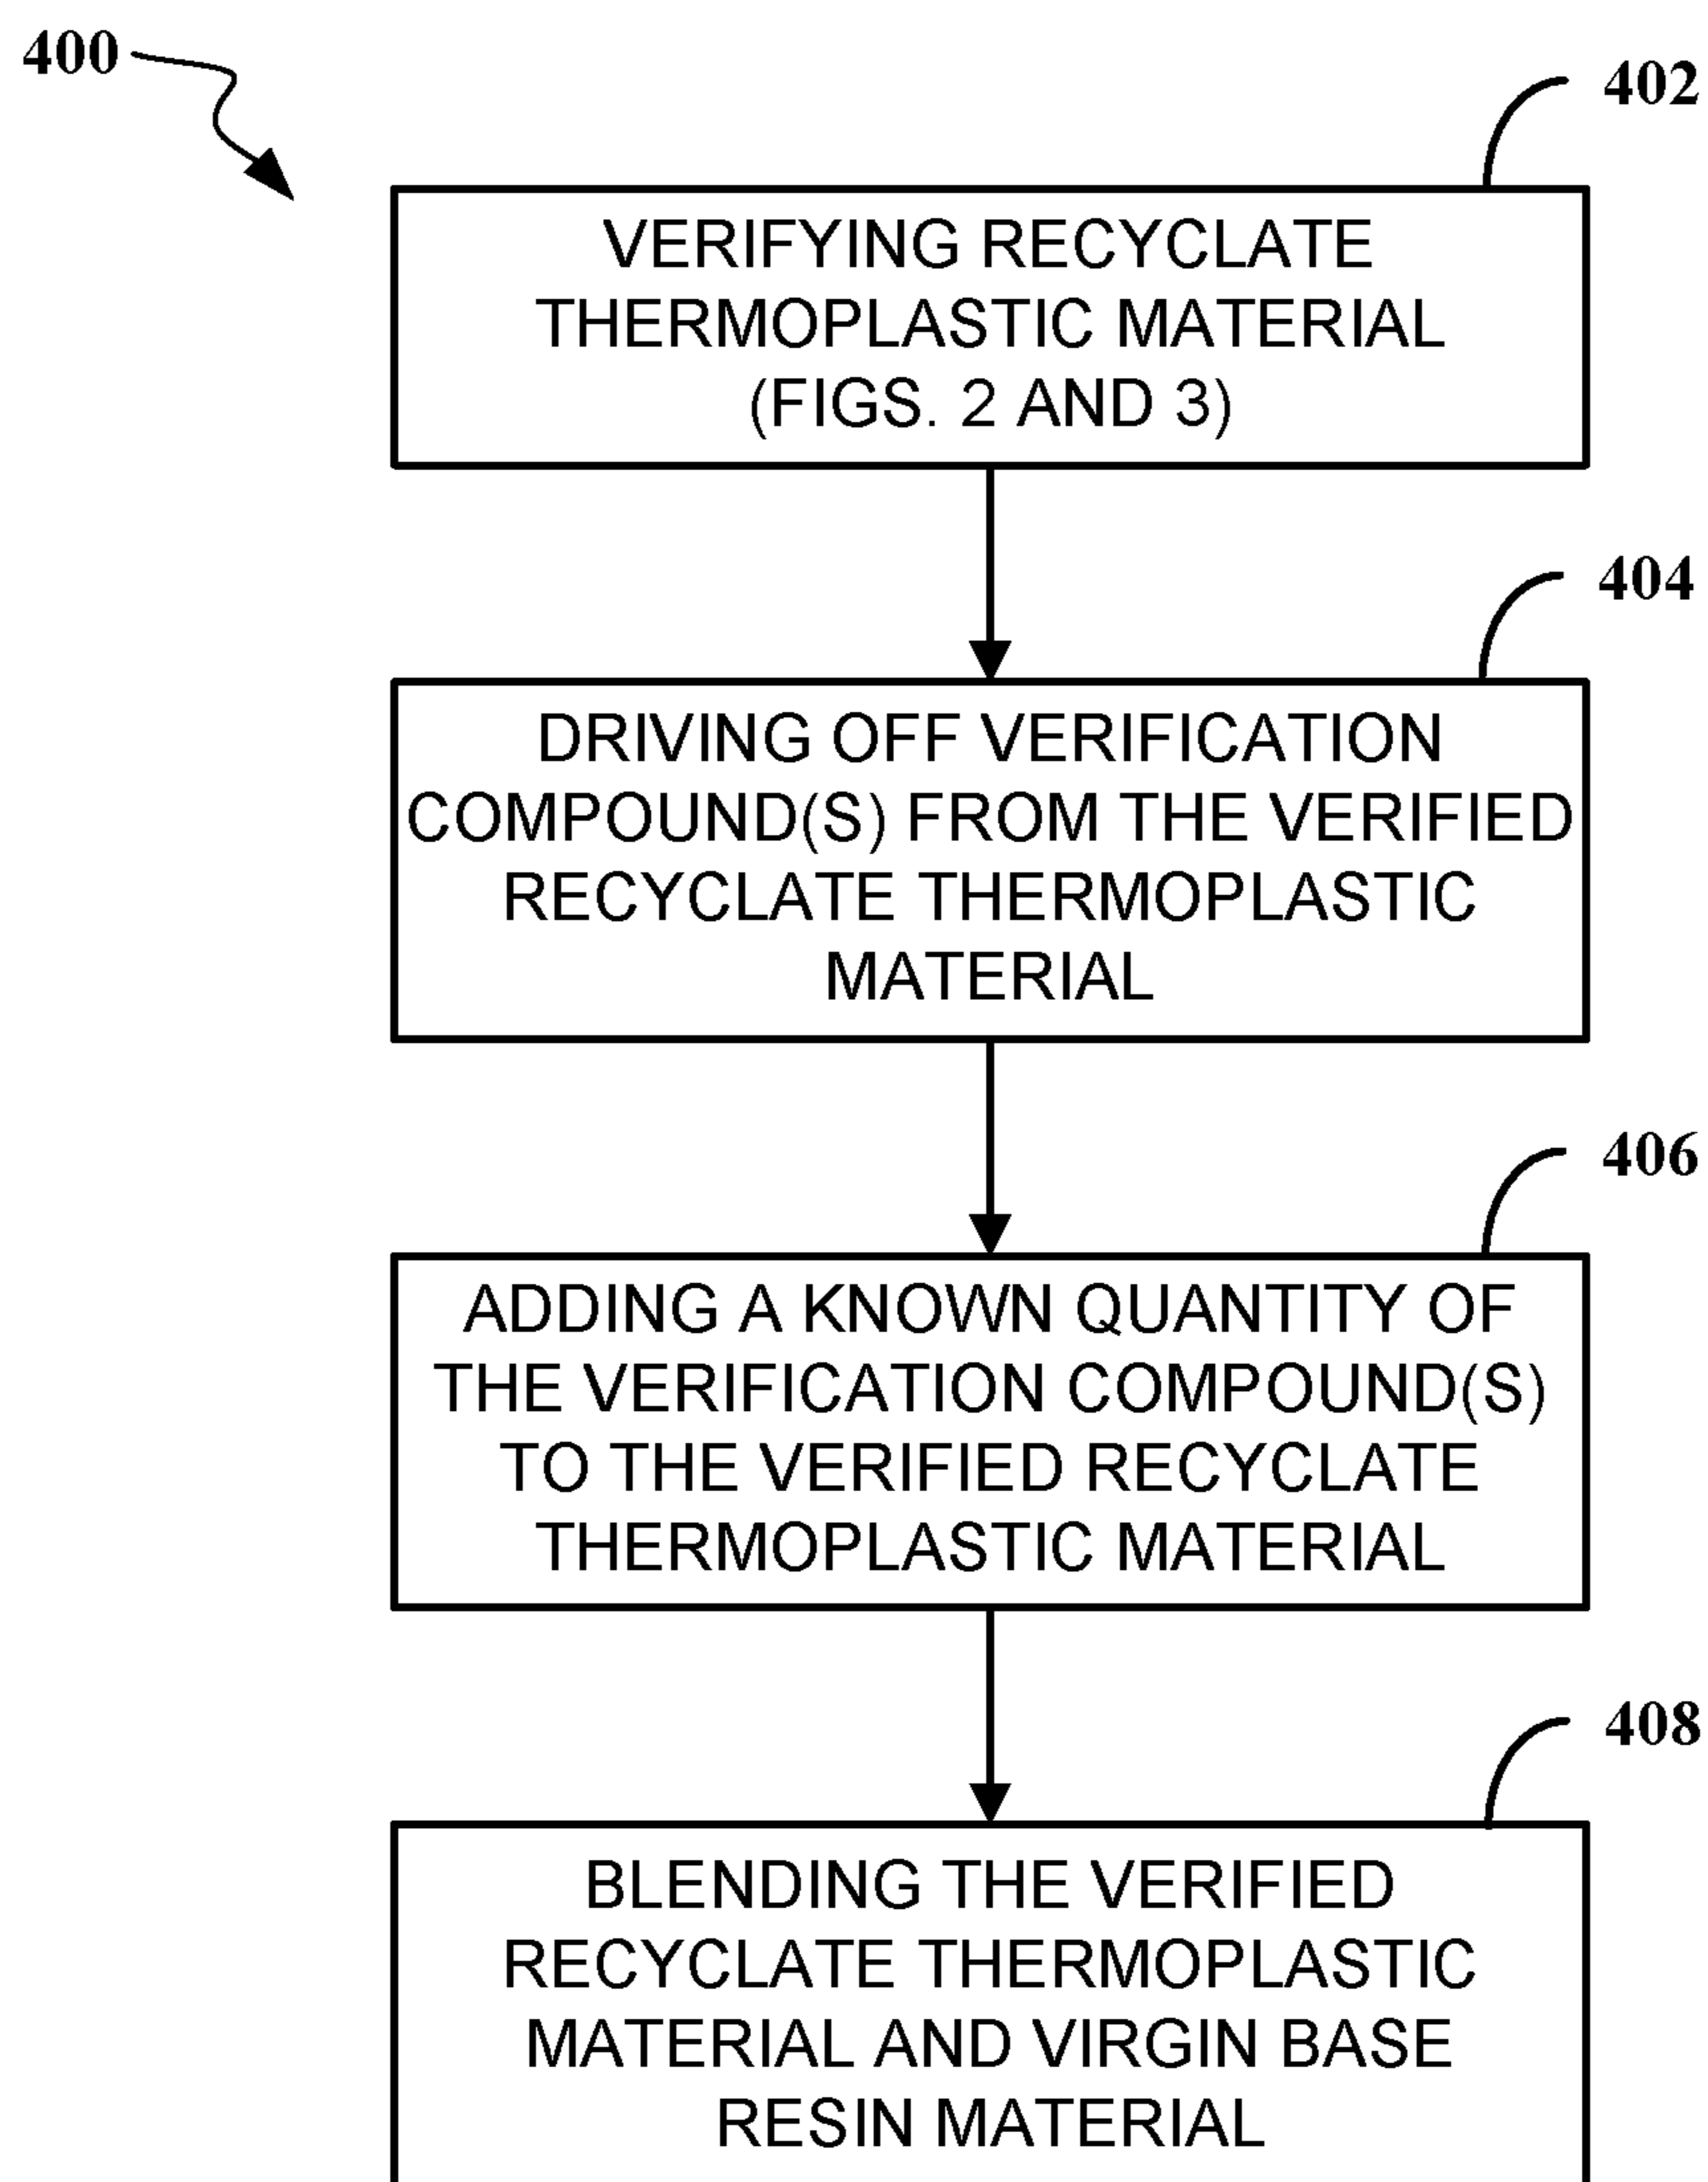 400
402
VERIFYING RECYCLATE
THERMOPLASTIC MATERIAL
(FIGS. 2 AND 3)
404
DRIVING OFF VERIFICATION
COMPOUND(S) FROM THE VERIFIED
RECYCLATE THERMOPLASTIC
MATERIAL
406
ADDING A KNOWN QUANTITY OF
THE VERIFICATION COMPOUND(S)
TO THE VERIFIED RECYCLATE
THERMOPLASTIC MATERIAL
408
BLENDING THE VERIFIED
RECYCLATE THERMOPLASTIC
MATERIAL AND VIRGIN BASE
RESIN MATERIAL